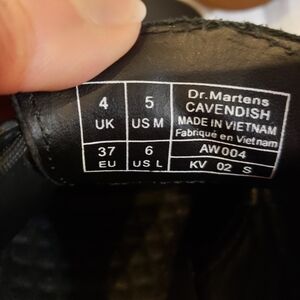 4 UK
5 US M
37 EU
6 US L
Dr.Martens
CAVENDISH
MADE IN VIETNAM
Fabriqué en Vietnam
AW004
KV 02 S